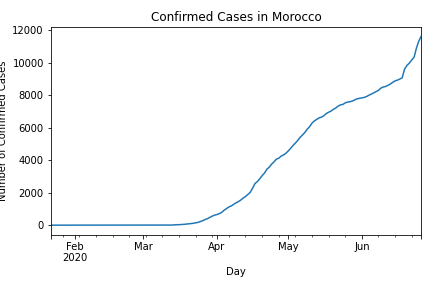 Confirmed Cases in Morocco
Number of Confirmed Cases
12000
10000
8000
6000
4000
2000
0
Feb
2020
Mar
Apr
May
Jun
Day